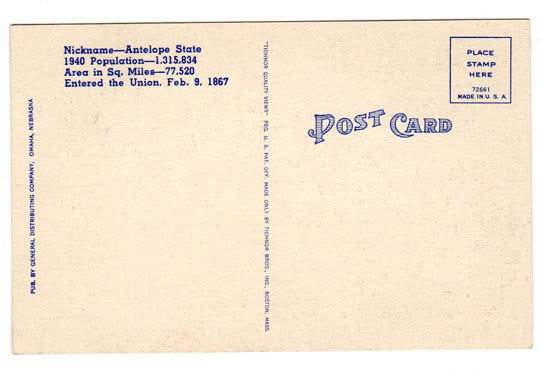 Nickname—Antelope State
1940 Population—1,315,834
Area in Sq. Miles—77,520
Entered the Union, Feb. 9, 1867
PUB. BY GENERAL DISTRIBUTING COMPANY, OMAHA, NEBRASKA
"TICHNOR QUALITY VIEWS" REG. U. S. PAT. OFF. MADE ONLY BY TICHNOR BROS., INC., BOSTON, MASS.
PLACE
STAMP
HERE
72661
MADE IN U. S. A.
POST CARD